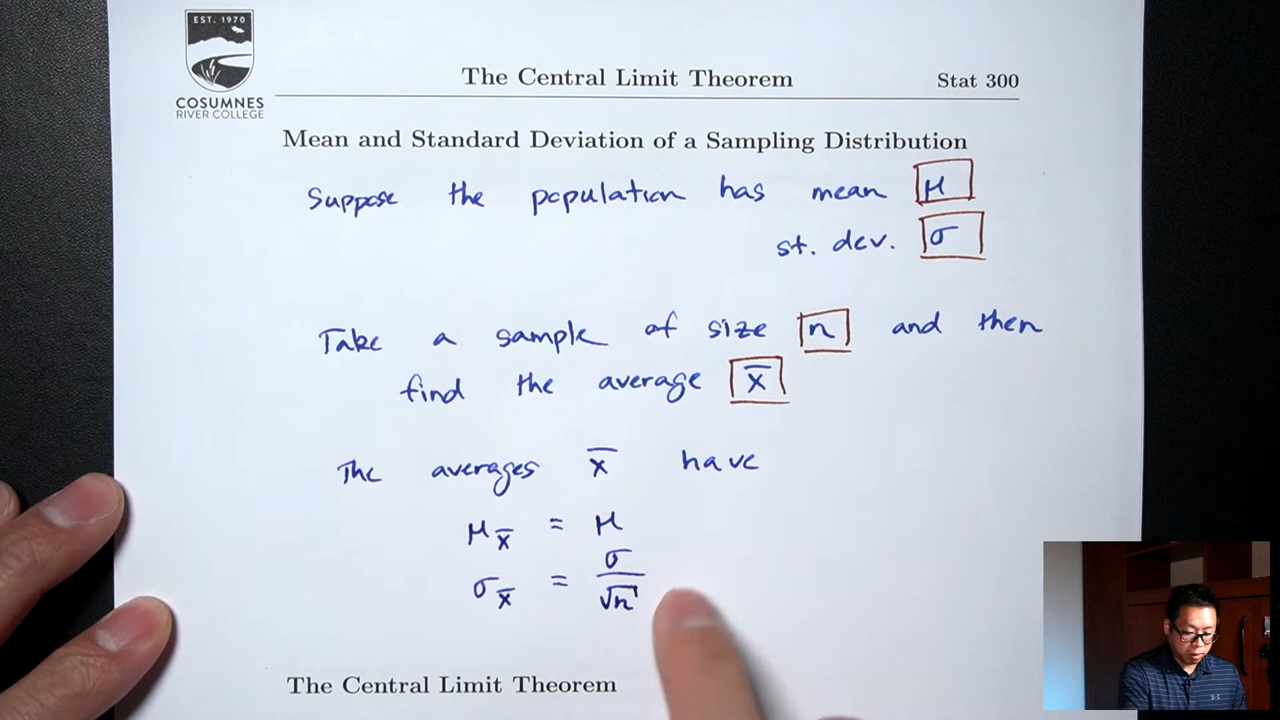 EST. 1970
COSUMNES
RIVER COLLEGE
The Central Limit Theorem Stat 300
Mean and Standard Deviation of a Sampling Distribution
Suppose the population has mean μ
st. dev. σ
Take a sample of size n and then
find the average x̄
The averages x̄ have
μx̄ = μ
σx̄ = σ/√n
The Central Limit Theorem